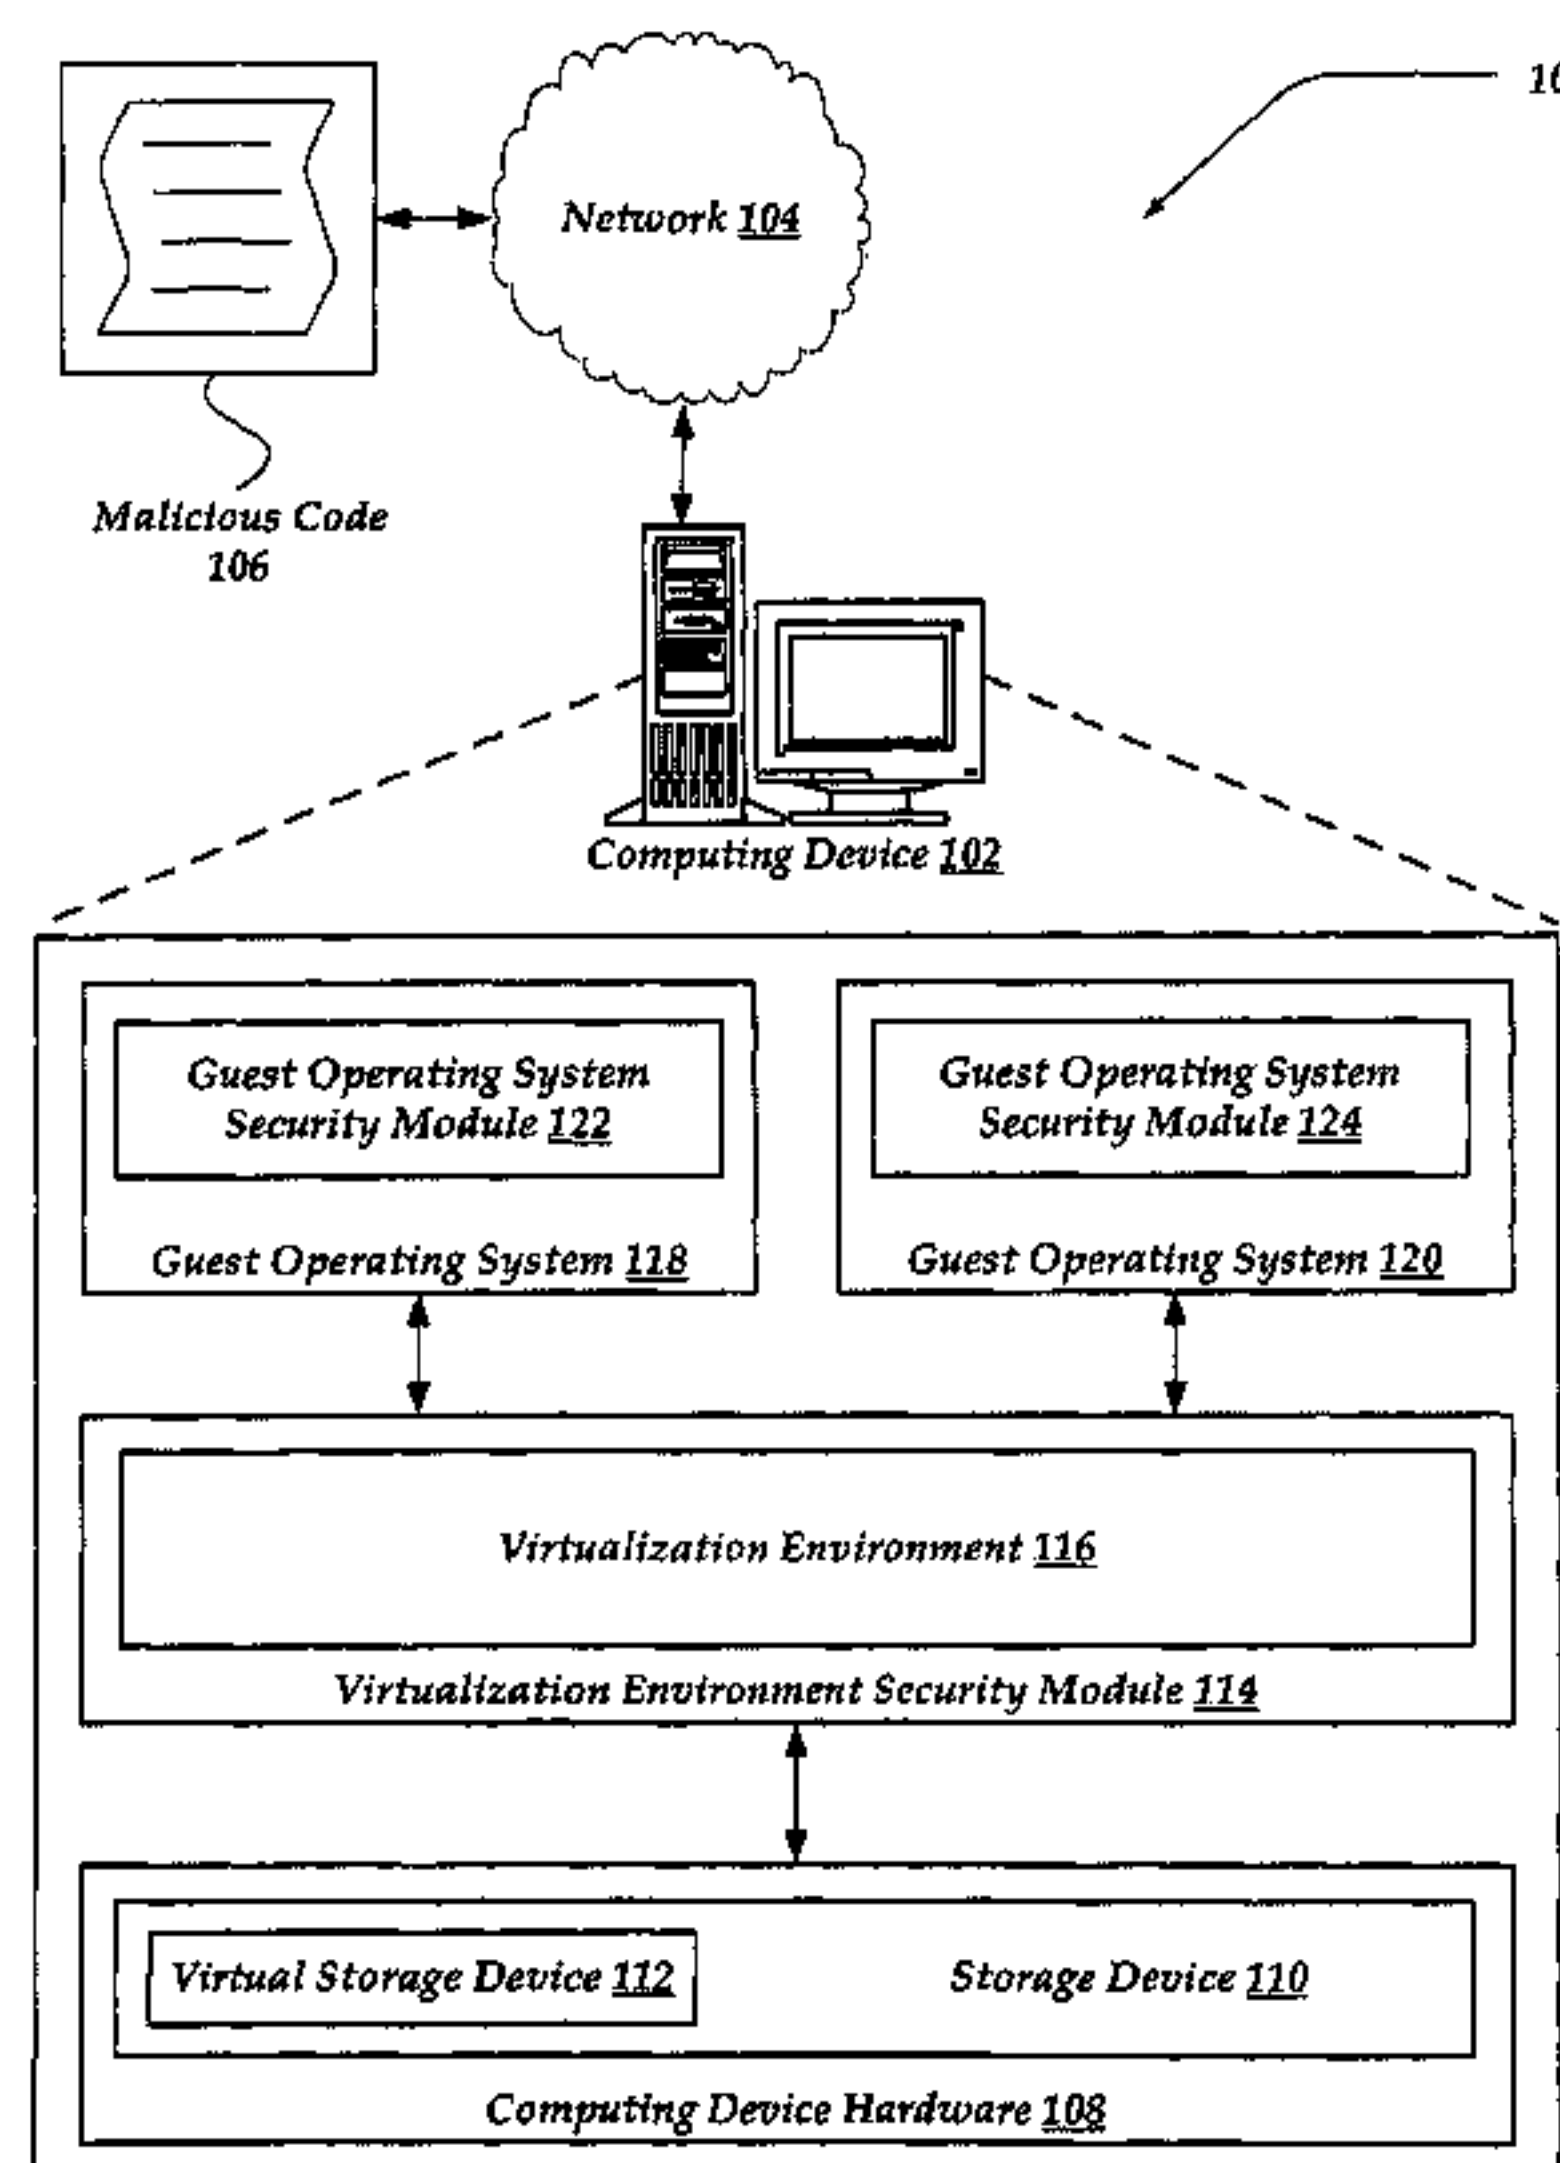 Network 104
Malicious Code
106
Computing Device 102
Guest Operating System
Security Module 122
Guest Operating System 118
Guest Operating System
Security Module 124
Guest Operating System 120
Virtualization Environment 116
Virtualization Environment Security Module 114
Virtual Storage Device 112
Storage Device 110
Computing Device Hardware 108